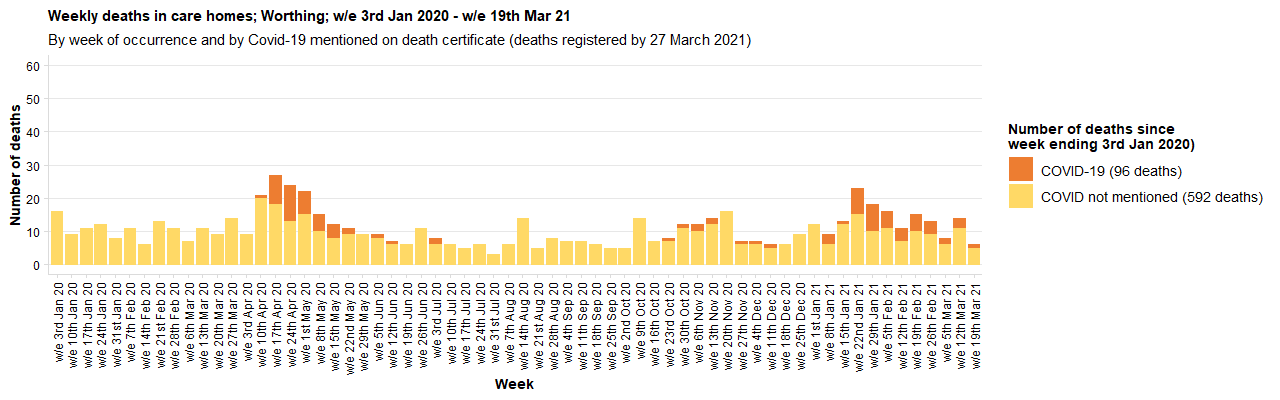 Weekly deaths in care homes; Worthing; w/e 3rd Jan 2020 - w/e 19th Mar 21
By week of occurrence and by Covid-19 mentioned on death certificate (deaths registered by 27 March 2021)
Number of deaths
60
50
40
30
20
10
0
w/e 3rd Jan 20
w/e 10th Jan 20
w/e 17th Jan 20
w/e 24th Jan 20
w/e 31st Jan 20
w/e 7th Feb 20
w/e 14th Feb 20
w/e 21st Feb 20
w/e 28th Feb 20
w/e 6th Mar 20
w/e 13th Mar 20
w/e 20th Mar 20
w/e 27th Mar 20
w/e 3rd Apr 20
w/e 10th Apr 20
w/e 17th Apr 20
w/e 24th Apr 20
w/e 1st May 20
w/e 8th May 20
w/e 15th May 20
w/e 22nd May 20
w/e 29th May 20
w/e 5th Jun 20
w/e 12th Jun 20
w/e 19th Jun 20
w/e 26th Jun 20
w/e 3rd Jul 20
w/e 10th Jul 20
w/e 17th Jul 20
w/e 24th Jul 20
w/e 31st Jul 20
w/e 7th Aug 20
w/e 14th Aug 20
w/e 21st Aug 20
w/e 28th Aug 20
w/e 4th Sep 20
w/e 11th Sep 20
w/e 18th Sep 20
w/e 25th Sep 20
w/e 2nd Oct 20
w/e 9th Oct 20
w/e 16th Oct 20
w/e 23rd Oct 20
w/e 30th Oct 20
w/e 6th Nov 20
w/e 13th Nov 20
w/e 20th Nov 20
w/e 27th Nov 20
w/e 4th Dec 20
w/e 11th Dec 20
w/e 18th Dec 20
w/e 25th Dec 20
w/e 1st Jan 21
w/e 8th Jan 21
w/e 15th Jan 21
w/e 22nd Jan 21
w/e 29th Jan 21
w/e 5th Feb 21
w/e 12th Feb 21
w/e 19th Feb 21
w/e 26th Feb 21
w/e 5th Mar 21
w/e 12th Mar 21
w/e 19th Mar 21
Week
Number of deaths since
week ending 3rd Jan 2020)
COVID-19 (96 deaths)
COVID not mentioned (592 deaths)